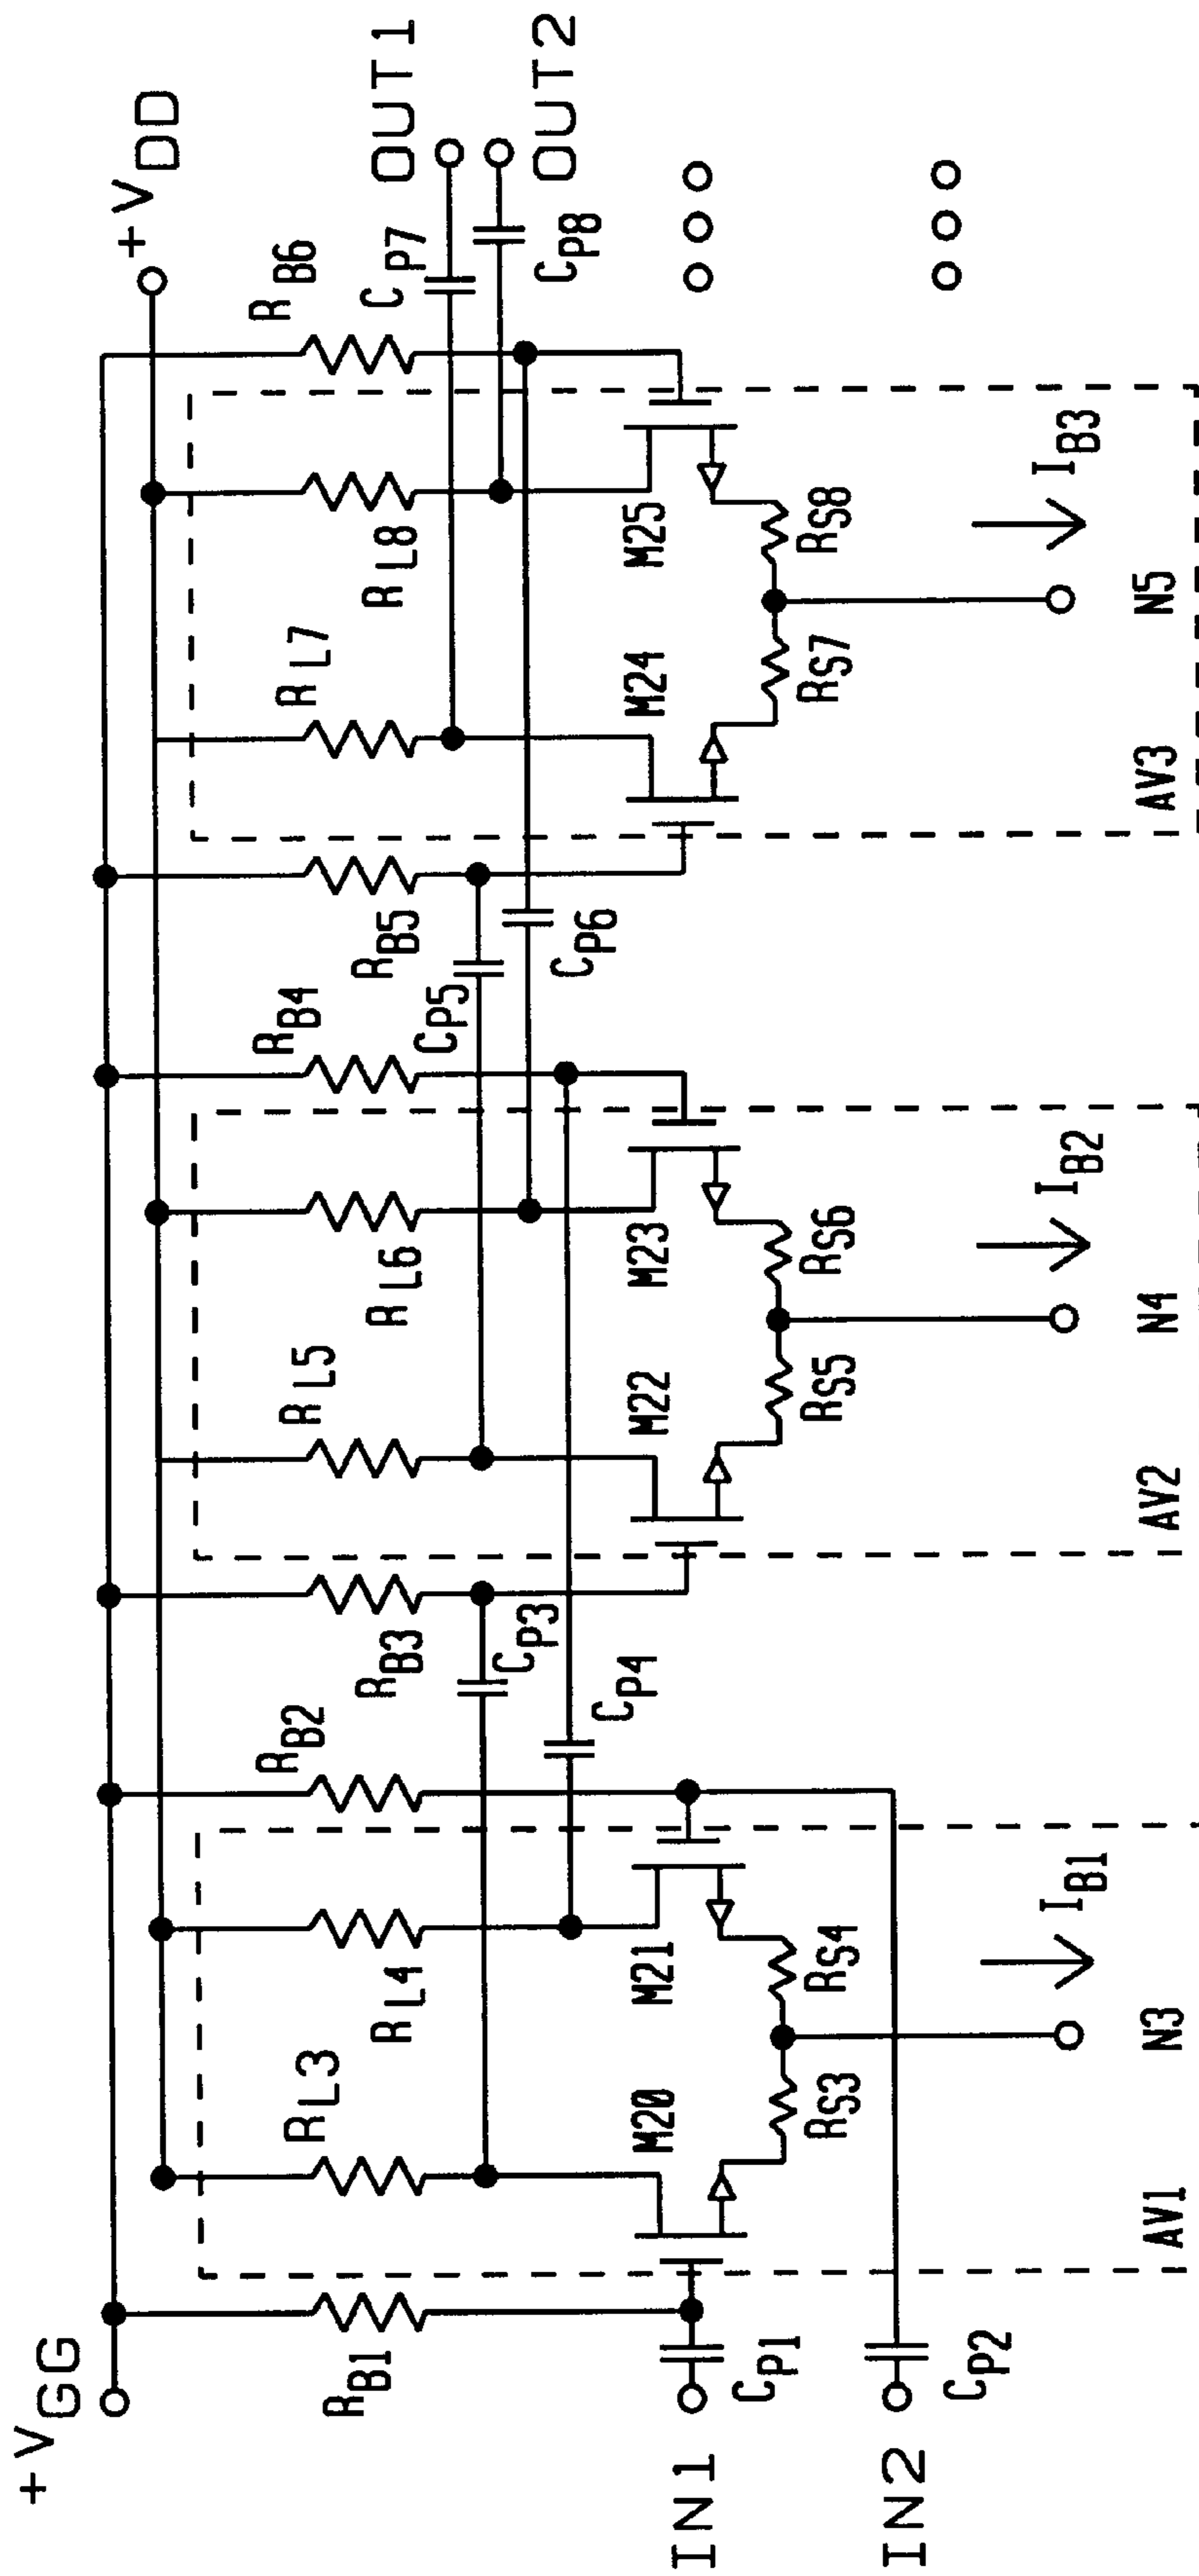 +VGG
+VDD
RB1
RL3
RL4
RB2
RB3
RL5
RL6
RB4
RB5
RL7
RL8
RB6
CP3
CP4
CP5
CP6
CP7
CP8
OUT1
OUT2
IN1
CP1
M20
M21
M22
M23
M24
M25
IN2
CP2
RS3
RS4
RS5
RS6
RS7
RS8
IB1
IB2
IB3
AV1
N3
AV2
N4
AV3
N5